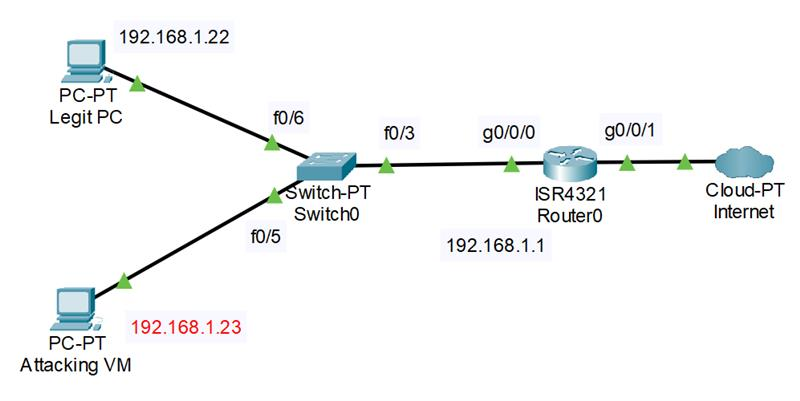 192.168.1.22
PC-PT
Legit PC
f0/6
f0/3
g0/0/0
g0/0/1
Switch-PT
Switch0
ISR4321
Router0
Cloud-PT
Internet
f0/5
192.168.1.1
192.168.1.23
PC-PT
Attacking VM